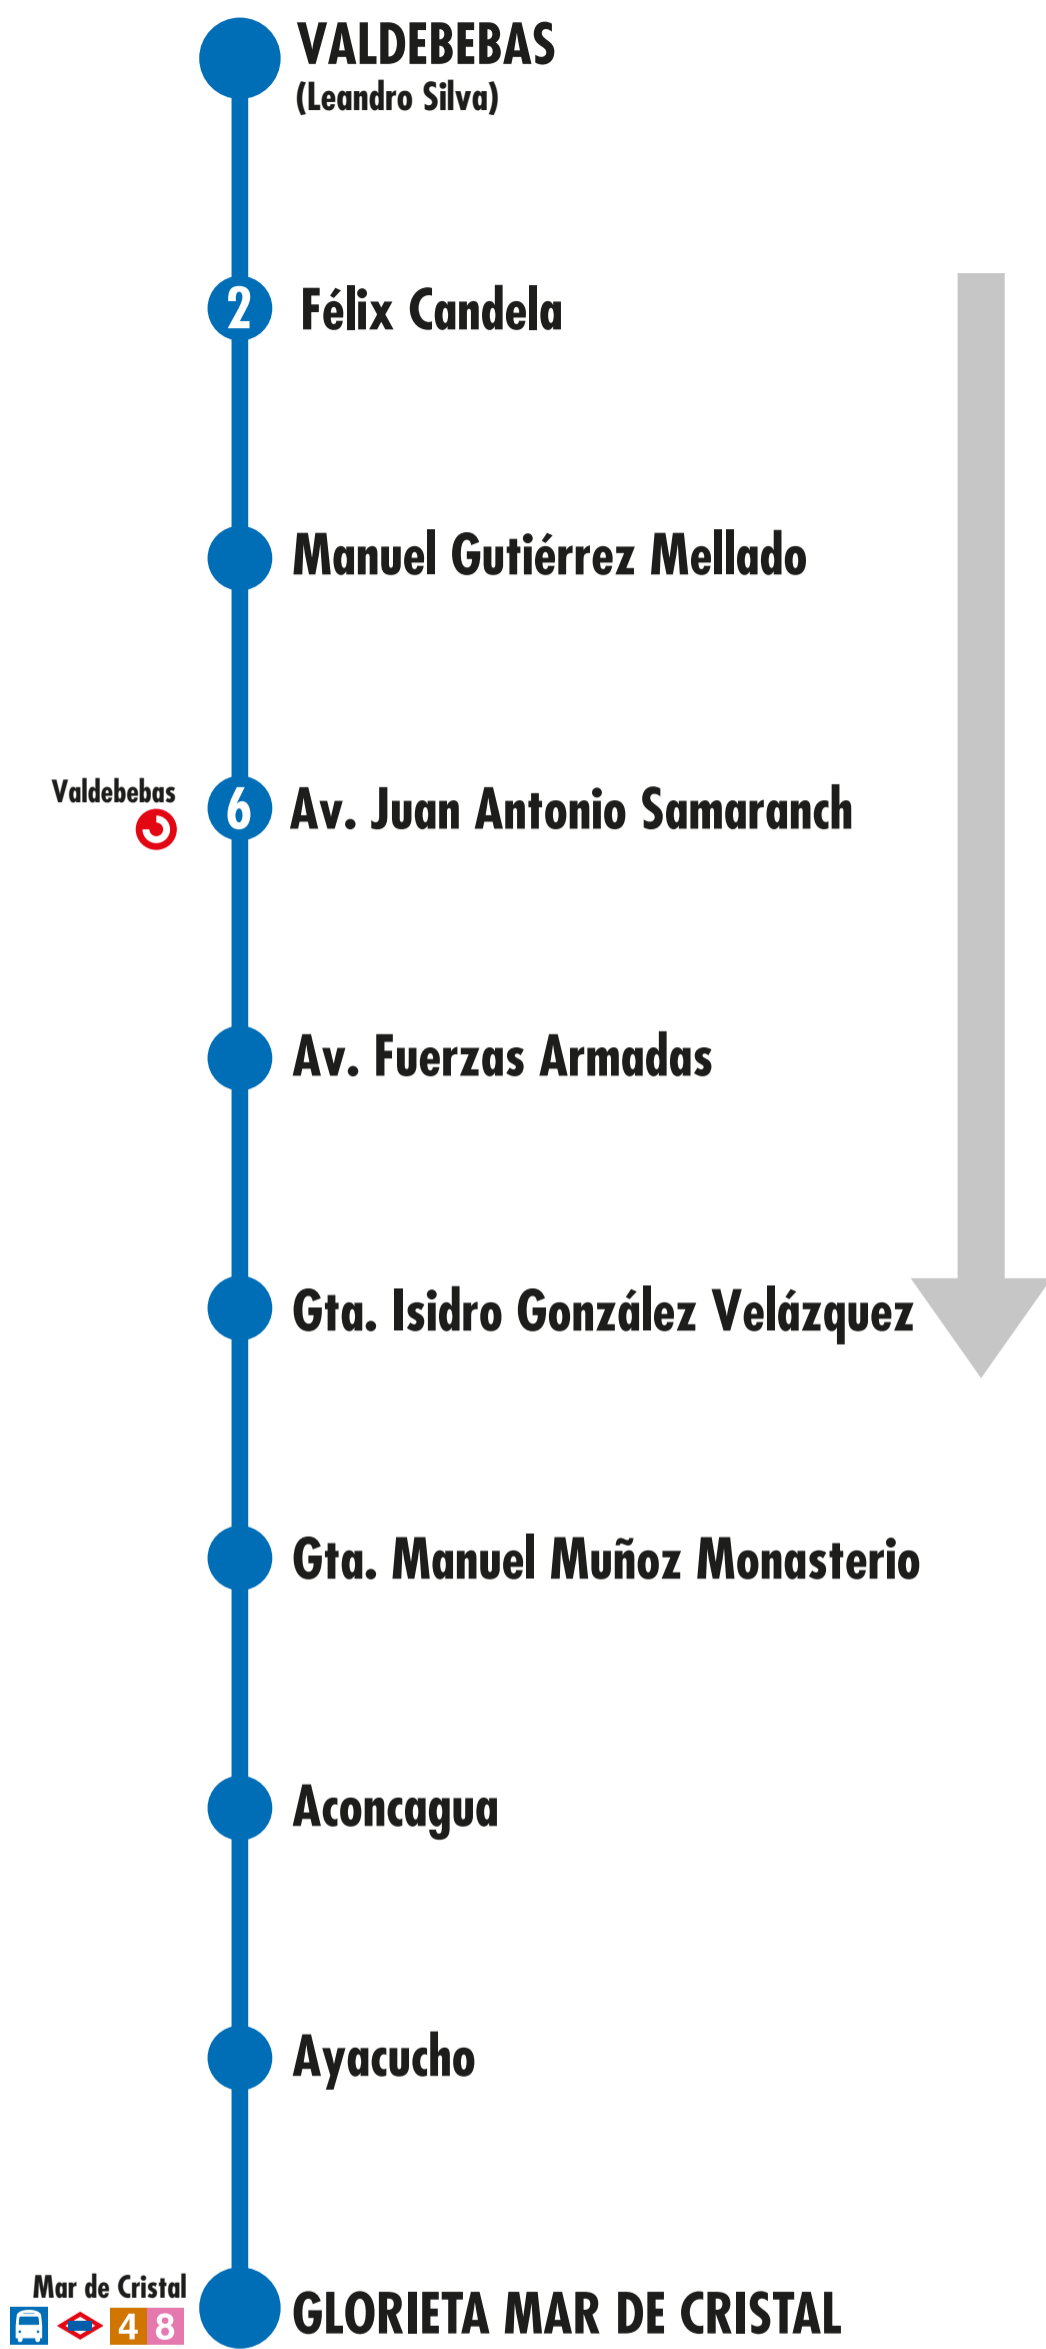 VALDEBEBAS
(Leandro Silva)
2 Félix Candela
Manuel Gutiérrez Mellado
Valdebebas
6 Av. Juan Antonio Samaranch
Av. Fuerzas Armadas
Gta. Isidro González Velázquez
Gta. Manuel Muñoz Monasterio
Aconcagua
Ayacucho
Mar de Cristal
4 8
GLORIETA MAR DE CRISTAL